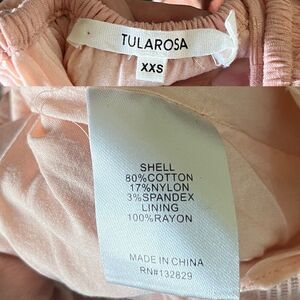 TULAROSA
XXS
SHELL
80%COTTON
17%NYLON
3%SPANDEX
LINING
100%RAYON
MADE IN CHINA
RN#132829